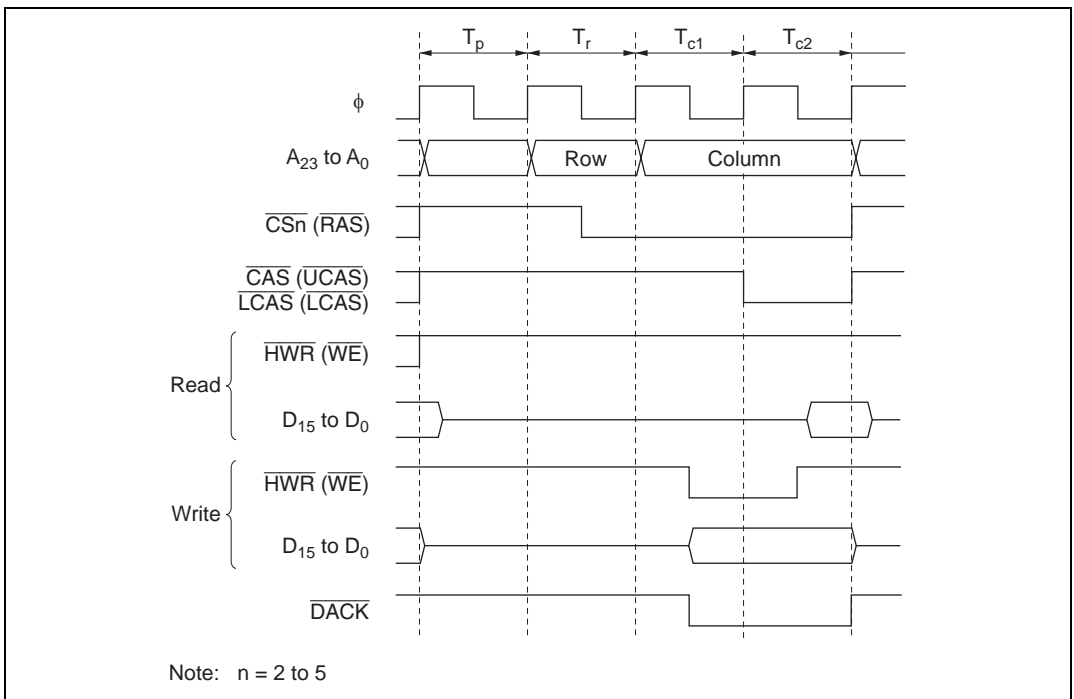 Tp Tr Tc1 Tc2
ϕ
A23 to A0
Row
Column
CSn (RAS)
CAS (UCAS)
LCAS (LCAS)
Read
HWR (WE)
D15 to D0
Write
HWR (WE)
D15 to D0
DACK
Note: n = 2 to 5